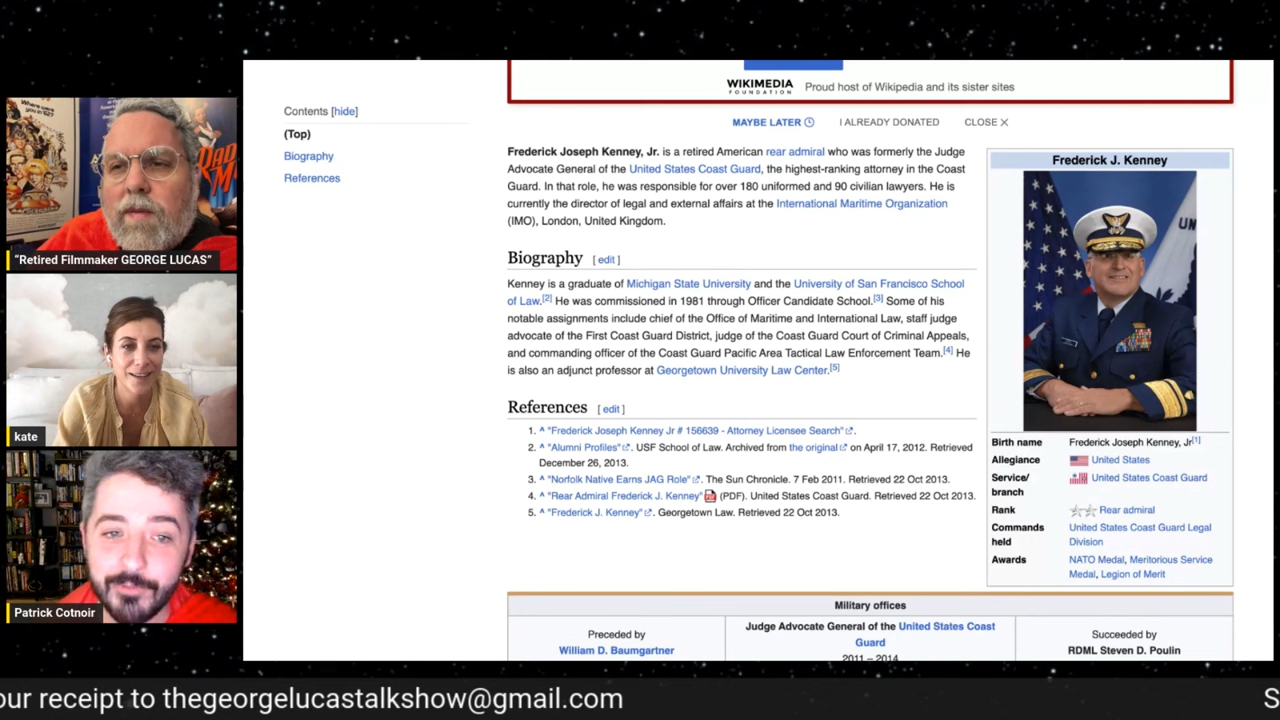 WIKIMEDIA
FOUNDATION
Proud host of Wikipedia and its sister sites
MAYBE LATER
I ALREADY DONATED
CLOSE
Contents [hide]
(Top)
Biography
References
Frederick Joseph Kenney, Jr. is a retired American rear admiral who was formerly the Judge
Advocate General of the United States Coast Guard, the highest-ranking attorney in the Coast
Guard. In that role, he was responsible for over 180 uniformed and 90 civilian lawyers. He is
currently the director of legal and external affairs at the International Maritime Organization
(IMO), London, United Kingdom.
Biography [ edit ]
Kenney is a graduate of Michigan State University and the University of San Francisco School
of Law.[2] He was commissioned in 1981 through Officer Candidate School.[3] Some of his
notable assignments include chief of the Office of Maritime and International Law, staff judge
advocate of the First Coast Guard District, judge of the Coast Guard Court of Criminal Appeals,
and commanding officer of the Coast Guard Pacific Area Tactical Law Enforcement Team.[4] He
is also an adjunct professor at Georgetown University Law Center.[5]
References [ edit ]
1. ^ "Frederick Joseph Kenney Jr # 156639 - Attorney Licensee Search".
2. ^ "Alumni Profiles". USF School of Law. Archived from the original on April 17, 2012. Retrieved
December 26, 2013.
3. ^ "Norfolk Native Earns JAG Role". The Sun Chronicle. 7 Feb 2011. Retrieved 22 Oct 2013.
4. ^ "Rear Admiral Frederick J. Kenney" (PDF). United States Coast Guard. Retrieved 22 Oct 2013.
5. ^ "Frederick J. Kenney". Georgetown Law. Retrieved 22 Oct 2013.
Frederick J. Kenney
Birth name Frederick Joseph Kenney, Jr[1]
Allegiance United States
Service/ United States Coast Guard
branch
Rank Rear admiral
Commands United States Coast Guard Legal
held Division
Awards NATO Medal, Meritorious Service
Medal, Legion of Merit
Military offices
Preceded by
William D. Baumgartner
Judge Advocate General of the United States Coast
Guard
2011 – 2014
Succeeded by
RDML Steven D. Poulin
"Retired Filmmaker GEORGE LUCAS"
kate
Patrick Cotnoir
our receipt to thegeorgelucastalkshow@gmail.com
S